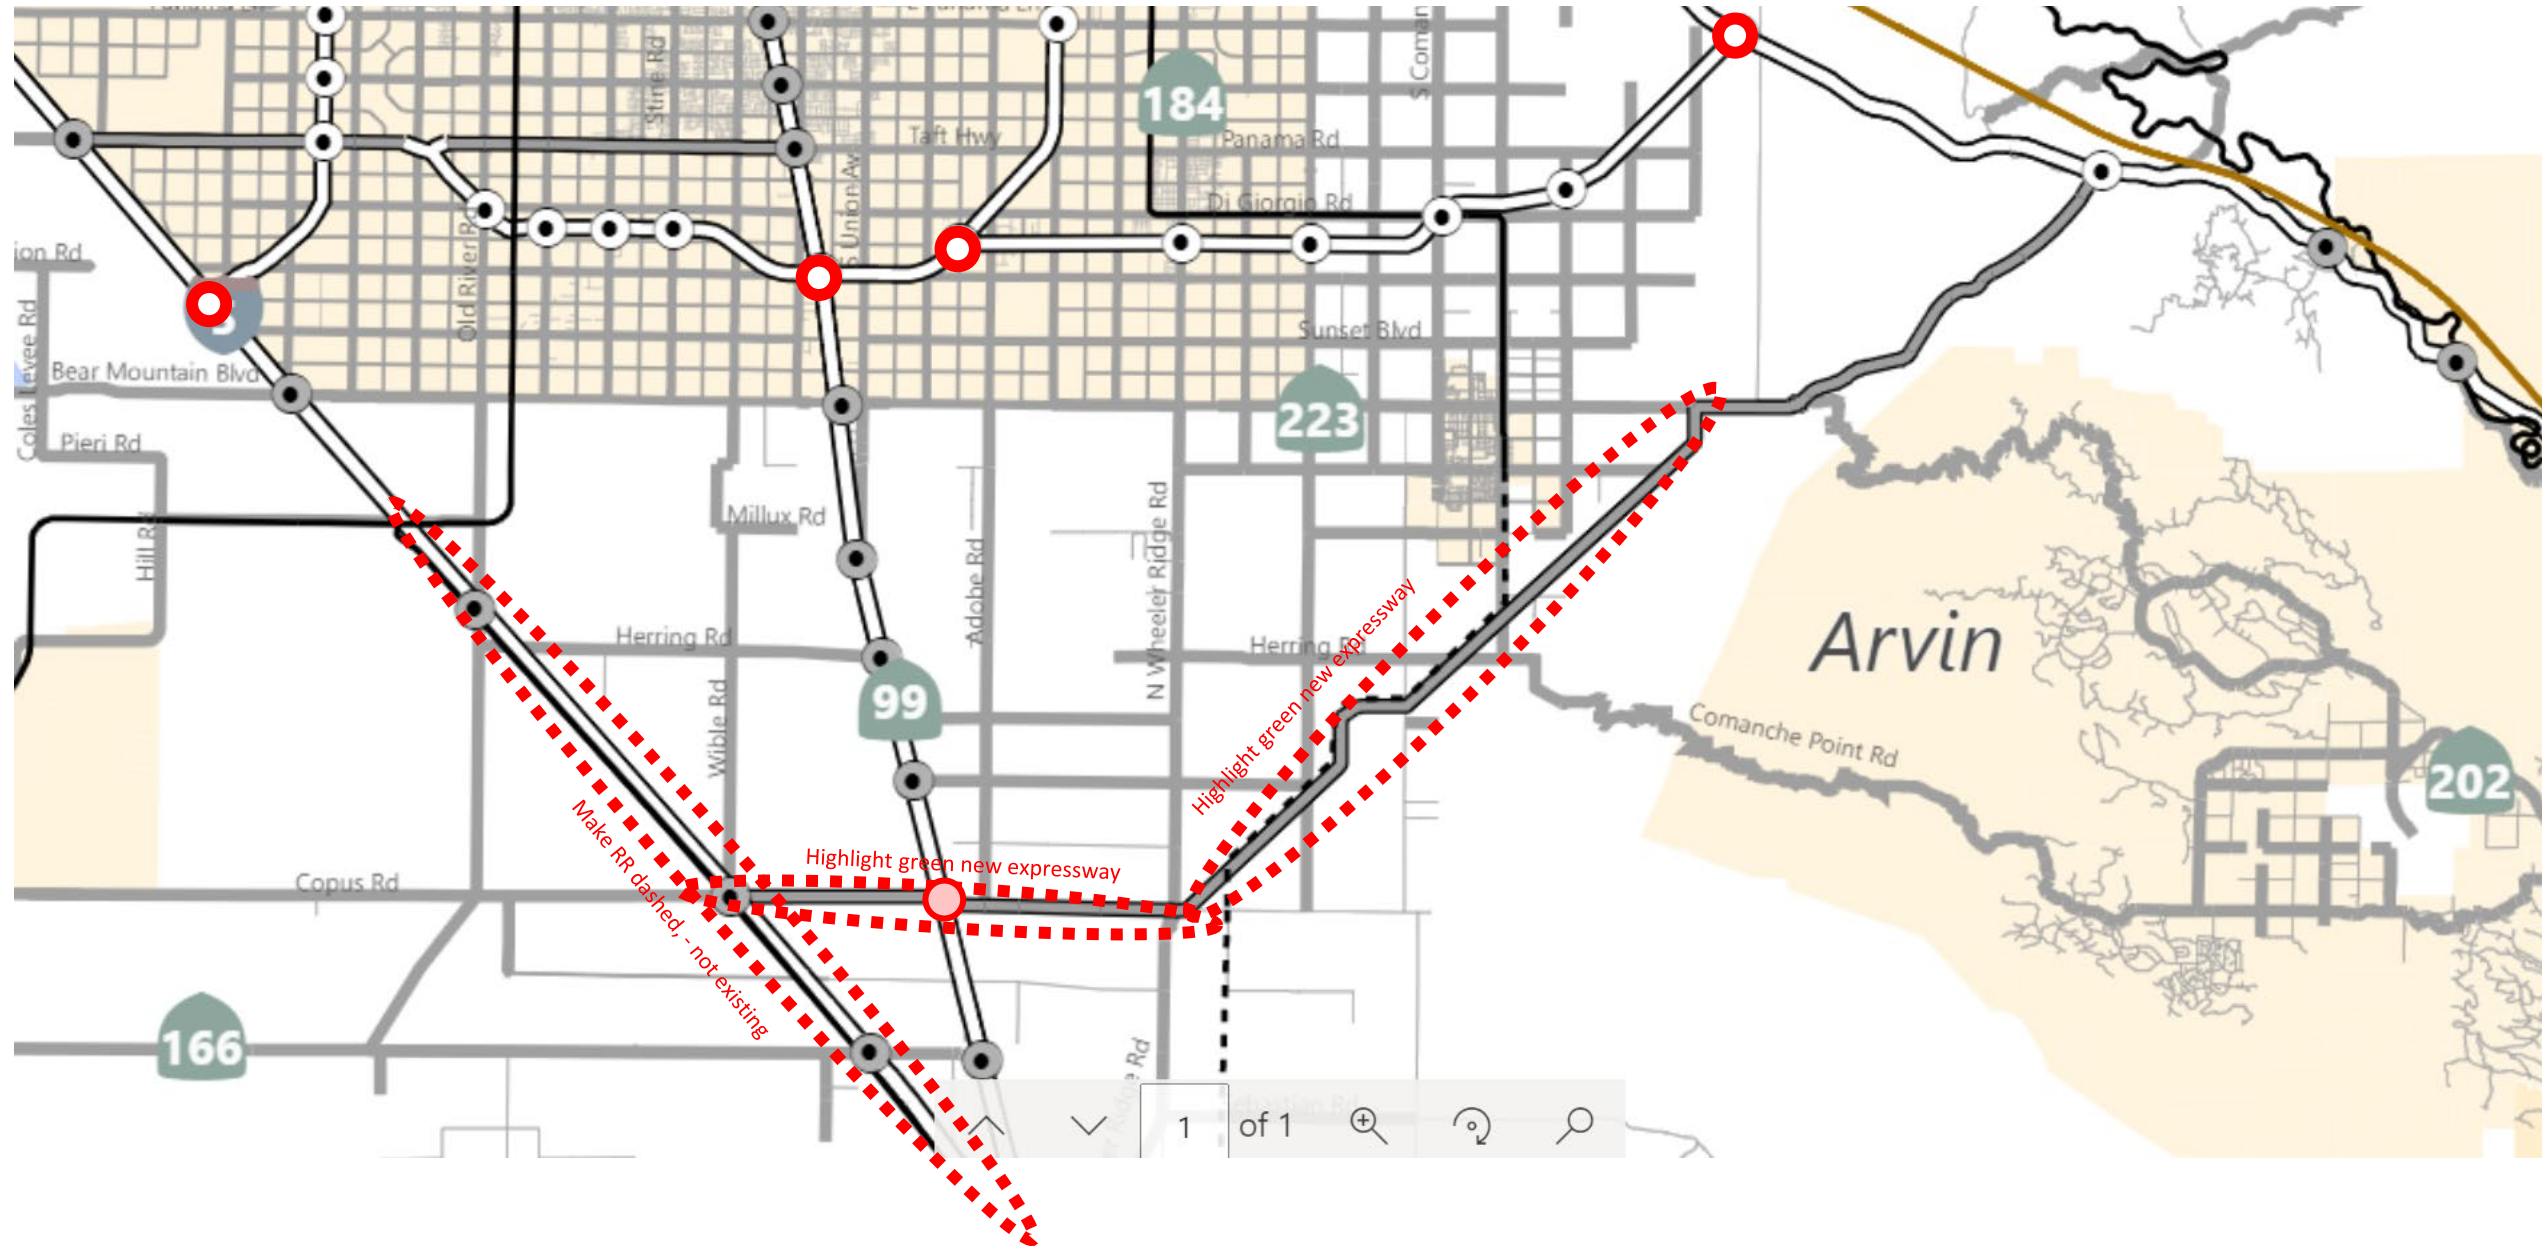 Stine Rd
S Coman
184
Taft Hwy
Panama Rd
S Union Av
Di Giorgio Rd
ion Rd
Old River R
Coles Levee Rd
Sunset Blvd
Bear Mountain Blvd
223
Pieri Rd
Millux Rd
Hill Rd
N Wheeler Ridge Rd
Adobe Rd
Highlight green new expressway
Arvin
Herring Rd
Herring Rd
99
Wible Rd
Comanche Point Rd
202
Make RR dashed, - not existing
Highlight green new expressway
Copus Rd
166
1 of 1